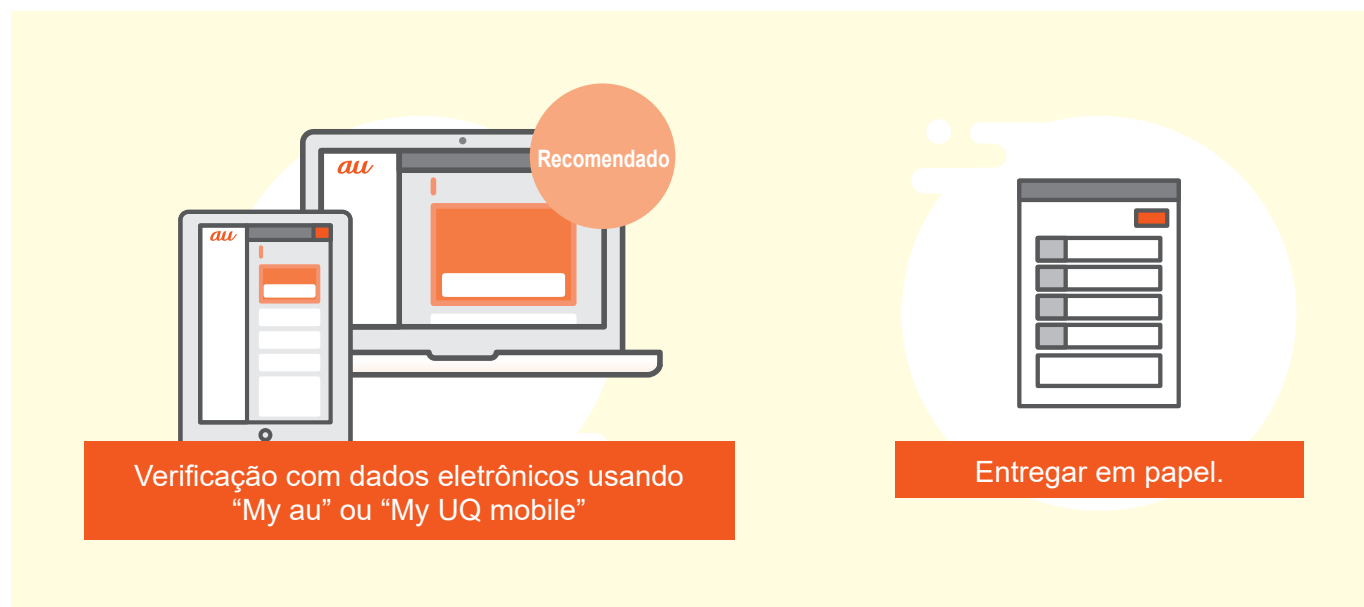 Recomendado
au
au
Verificação com dados eletrônicos usando
“My au” ou “My UQ mobile”
Entregar em papel.